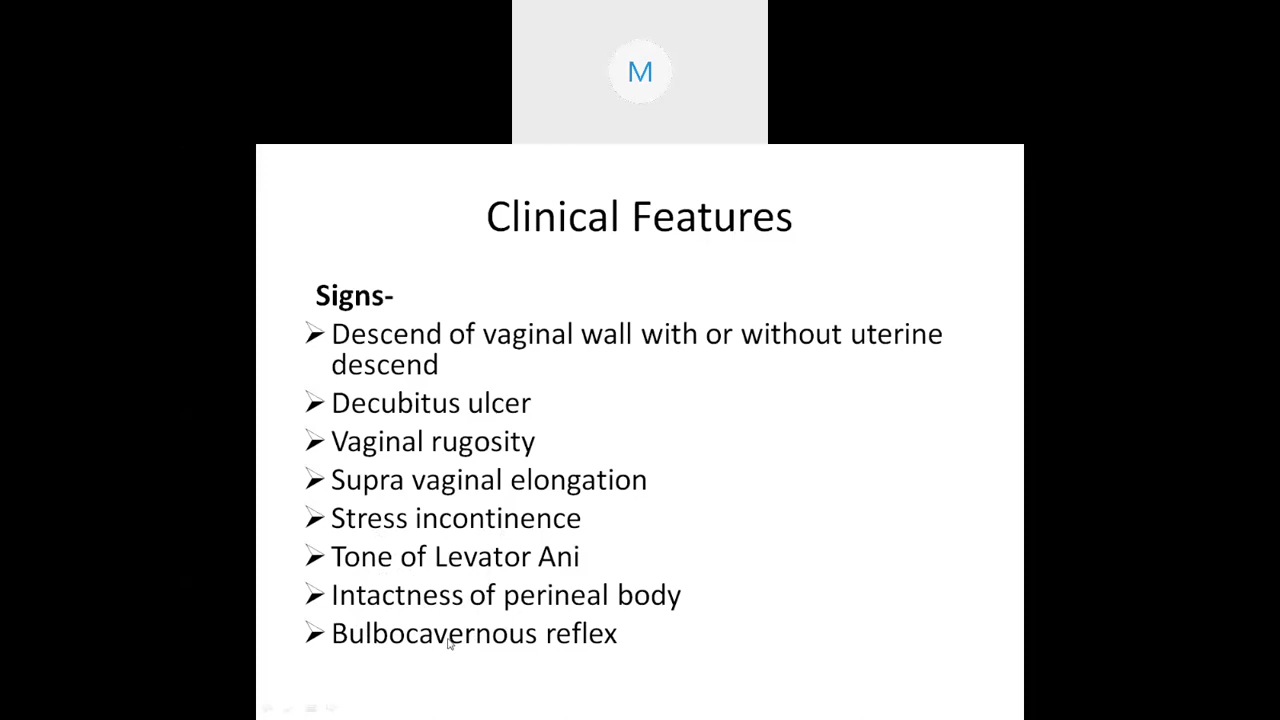 M
Clinical Features
Signs-
Descend of vaginal wall with or without uterine
descend
Decubitus ulcer
Vaginal rugosity
Supra vaginal elongation
Stress incontinence
Tone of Levator Ani
Intactness of perineal body
Bulbocavernous reflex